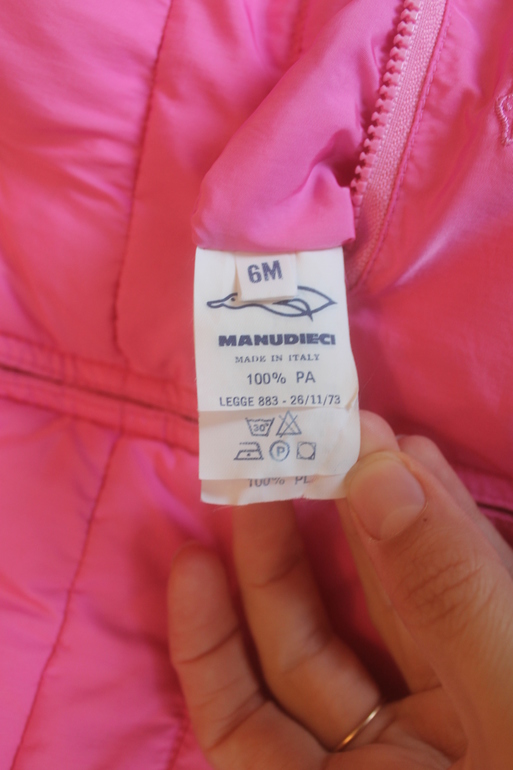 6M
MANUDIECI
MADE IN ITALY
100% PA
LEGGE 883 - 26/11/73
30°
P
100% PL